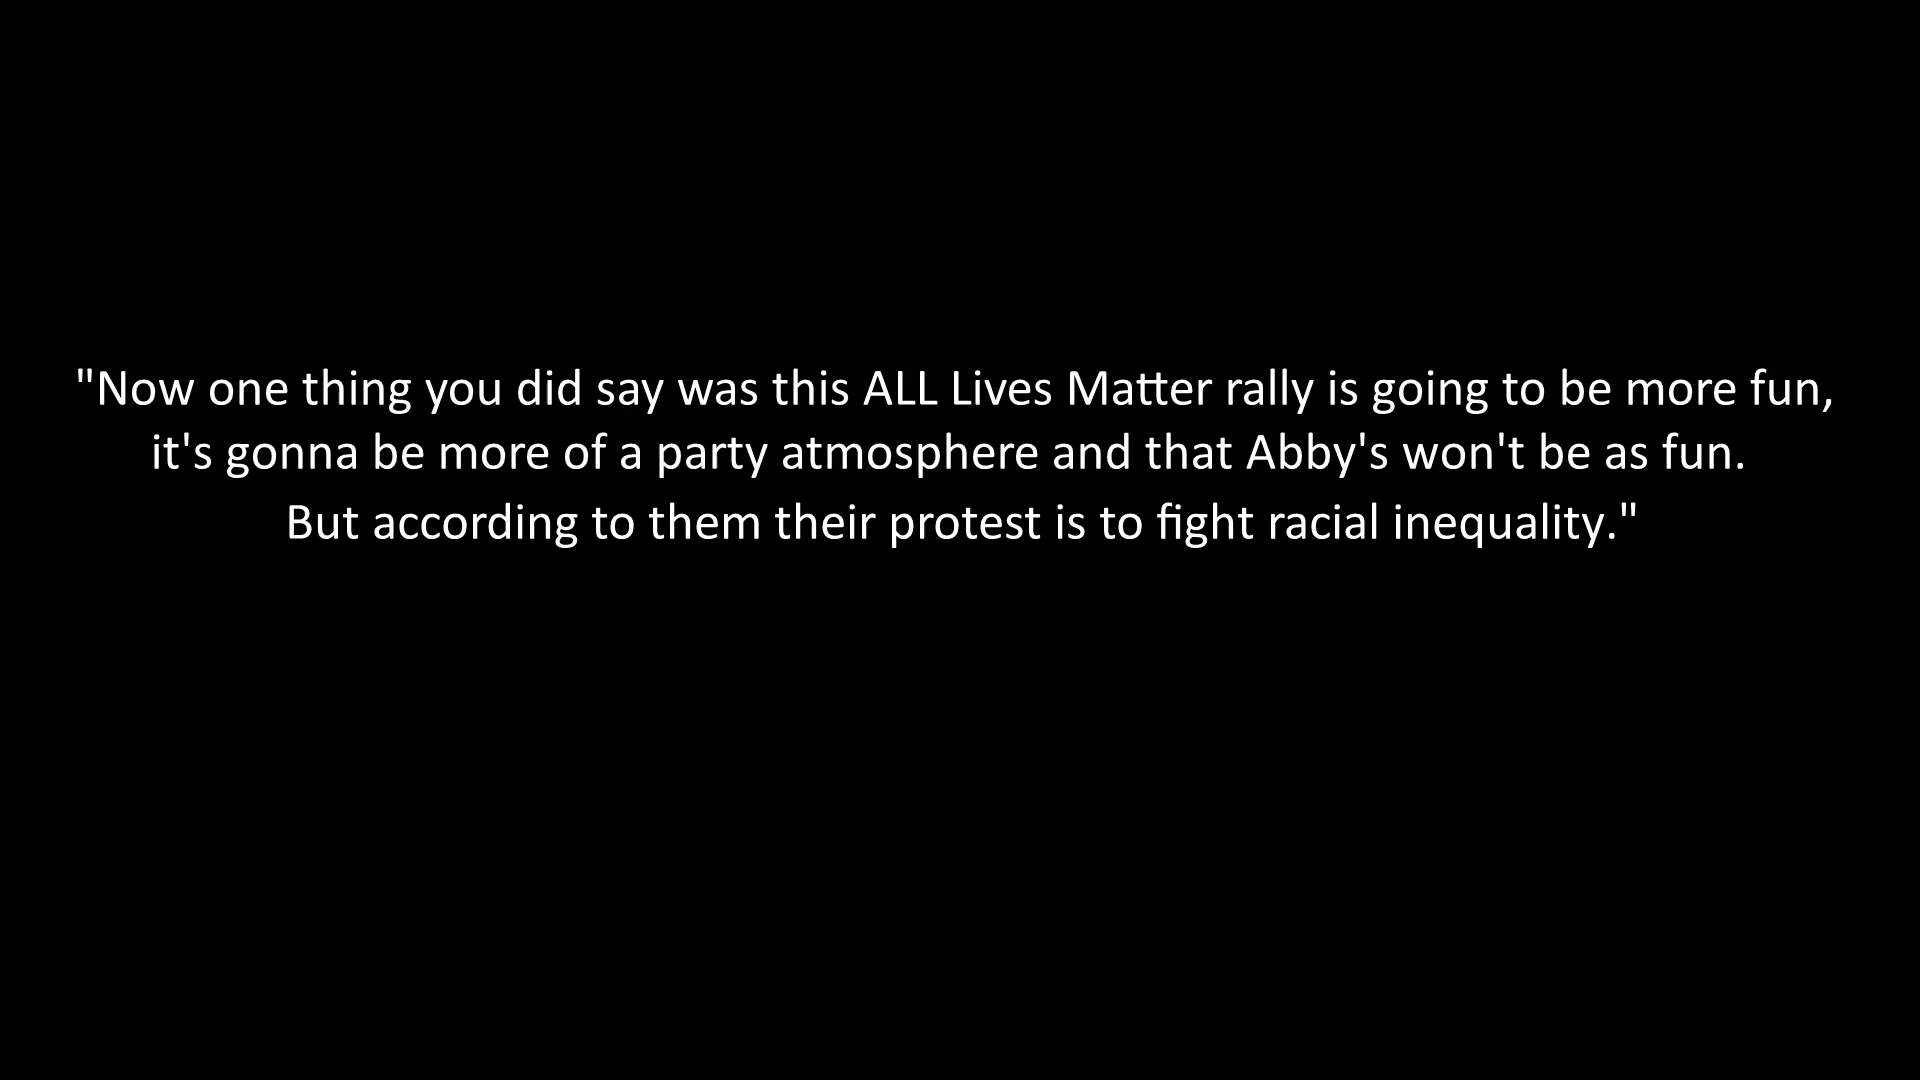 "Now one thing you did say was this ALL Lives Matter rally is going to be more fun,
it's gonna be more of a party atmosphere and that Abby's won't be as fun.
But according to them their protest is to fight racial inequality."